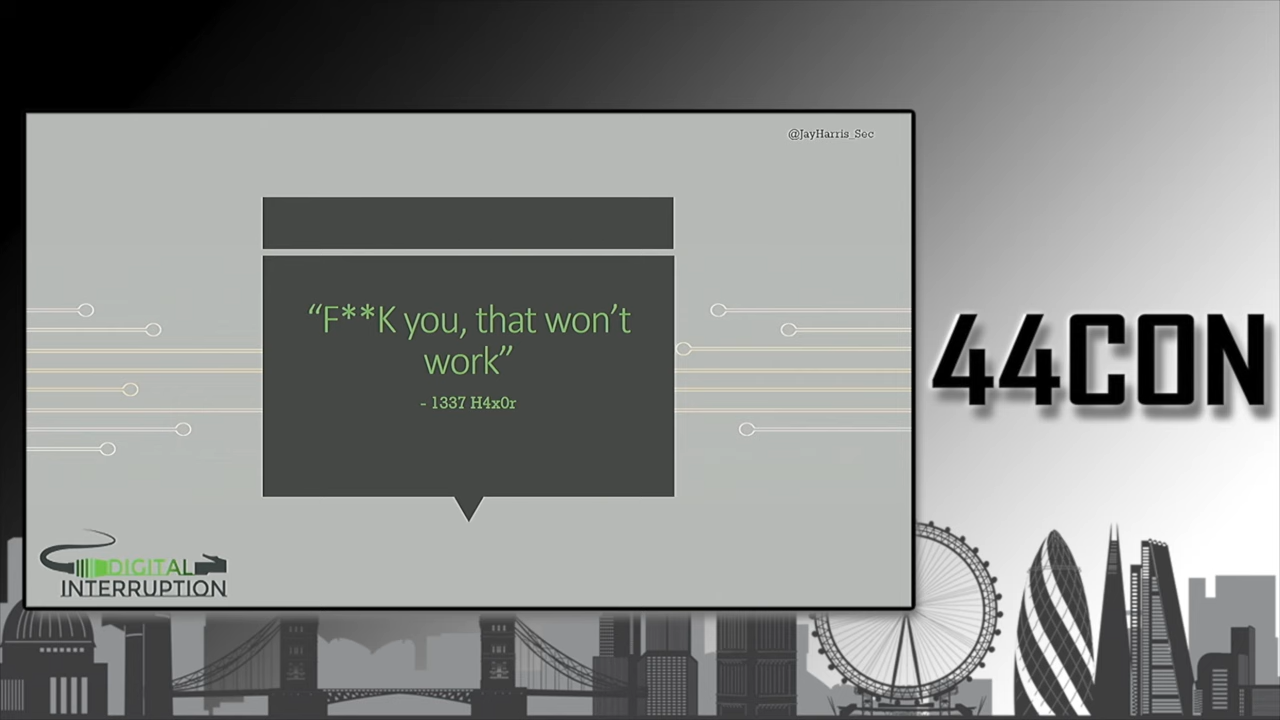 @JayHarris_Sec
“F**K you, that won’t
work”
- 1337 H4x0r
44CON
DIGITAL
INTERRUPTION